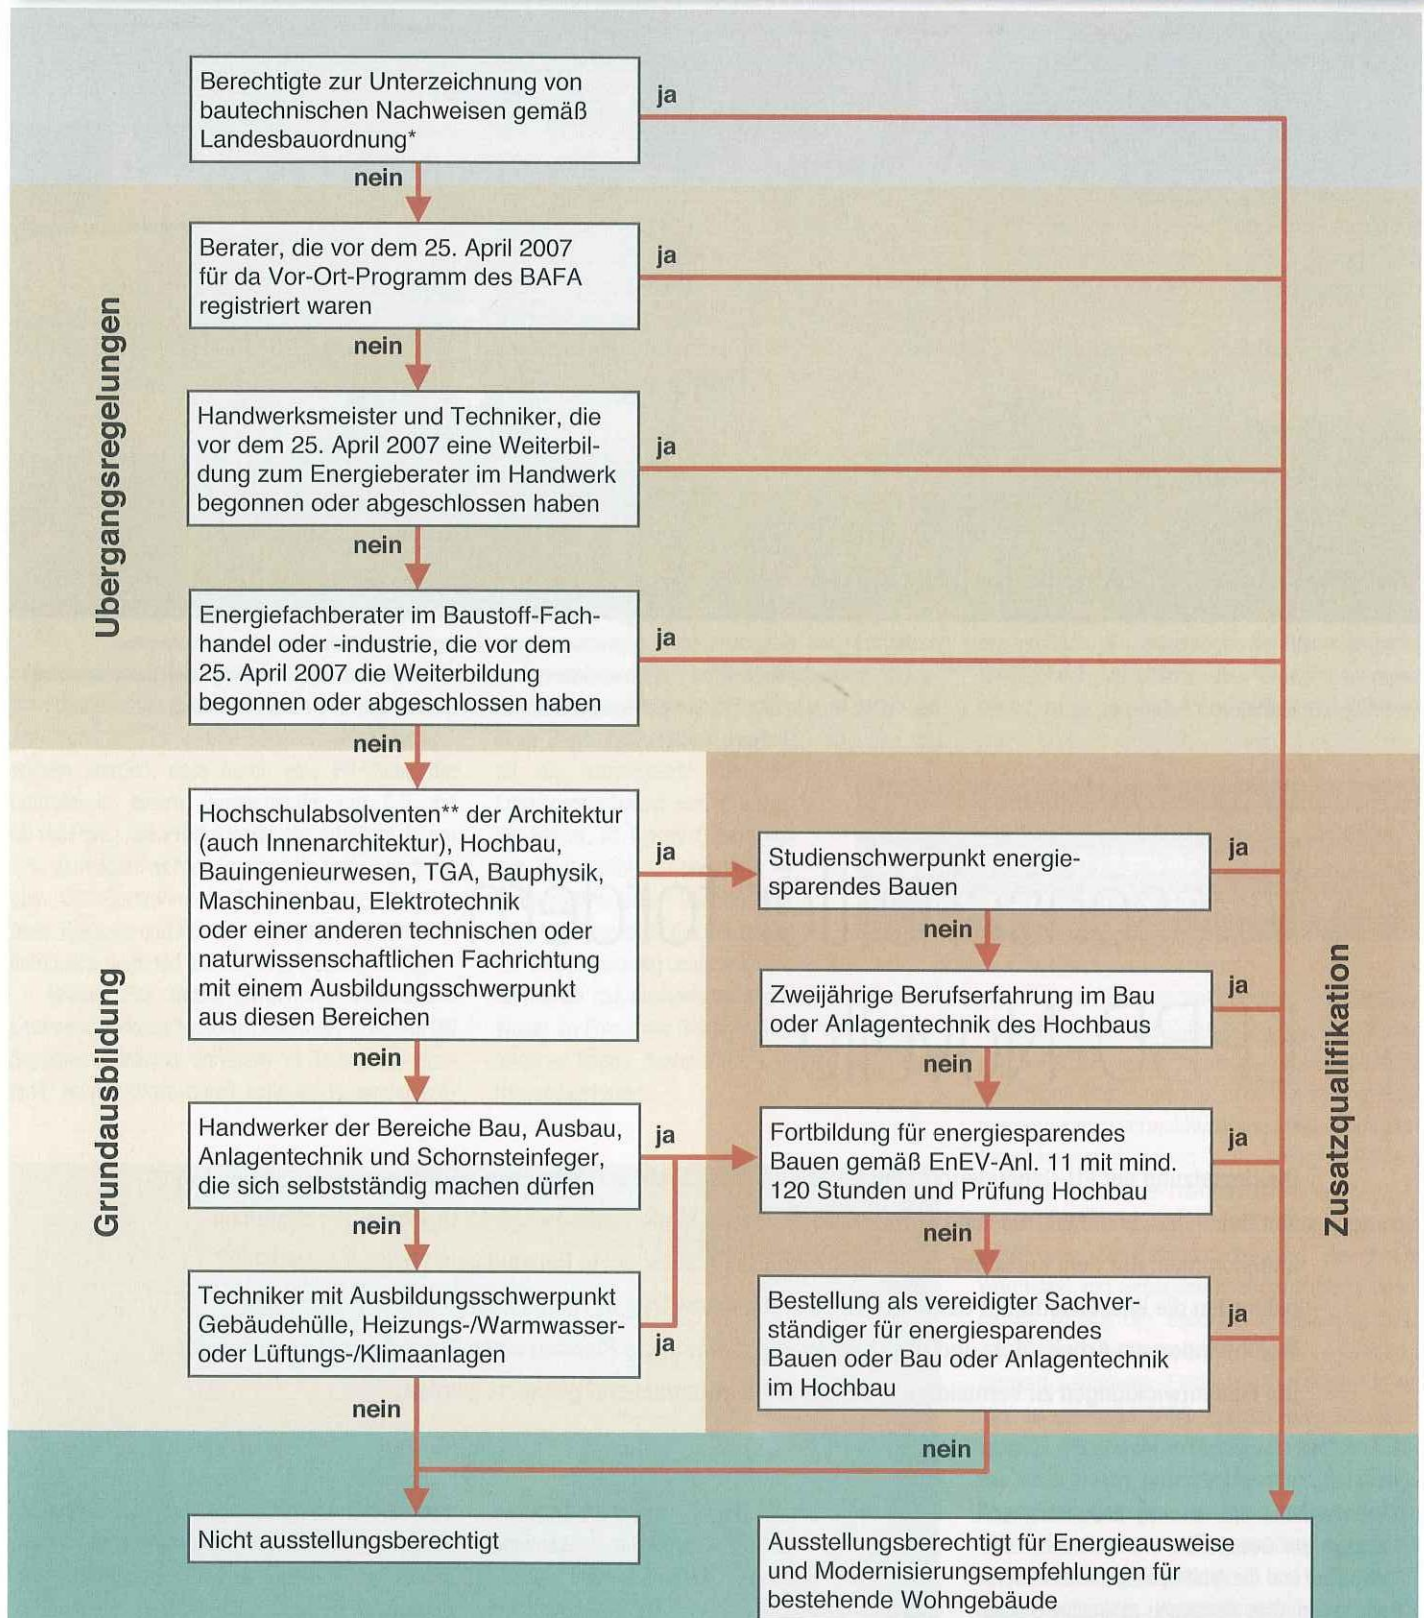 Berechtigte zur Unterzeichnung von
bautechnischen Nachweisen gemäß
Landesbauordnung*
ja
nein
Übergangsregelungen
Berater, die vor dem 25. April 2007
für da Vor-Ort-Programm des BAFA
registriert waren
ja
nein
Handwerksmeister und Techniker, die
vor dem 25. April 2007 eine Weiterbil-
dung zum Energieberater im Handwerk
begonnen oder abgeschlossen haben
ja
nein
Energiefachberater im Baustoff-Fach-
handel oder -industrie, die vor dem
25. April 2007 die Weiterbildung
begonnen oder abgeschlossen haben
ja
nein
Grundausbildung
Hochschulabsolventen** der Architektur
(auch Innenarchitektur), Hochbau,
Bauingenieurwesen, TGA, Bauphysik,
Maschinenbau, Elektrotechnik
oder einer anderen technischen oder
naturwissenschaftlichen Fachrichtung
mit einem Ausbildungsschwerpunkt
aus diesen Bereichen
ja
nein
Handwerker der Bereiche Bau, Ausbau,
Anlagentechnik und Schornsteinfeger,
die sich selbstständig machen dürfen
ja
nein
Techniker mit Ausbildungsschwerpunkt
Gebäudehülle, Heizungs-/Warmwasser-
oder Lüftungs-/Klimaanlagen
ja
nein
Zusatzqualifikation
Studienschwerpunkt energie-
sparendes Bauen
ja
nein
Zweijährige Berufserfahrung im Bau
oder Anlagentechnik des Hochbaus
ja
nein
Fortbildung für energiesparendes
Bauen gemäß EnEV-Anl. 11 mit mind.
120 Stunden und Prüfung Hochbau
ja
nein
Bestellung als vereidigter Sachver-
ständiger für energiesparendes
Bauen oder Bau oder Anlagentechnik
im Hochbau
ja
nein
Nicht ausstellungsberechtigt
Ausstellungsberechtigt für Energieausweise
und Modernisierungsempfehlungen für
bestehende Wohngebäude